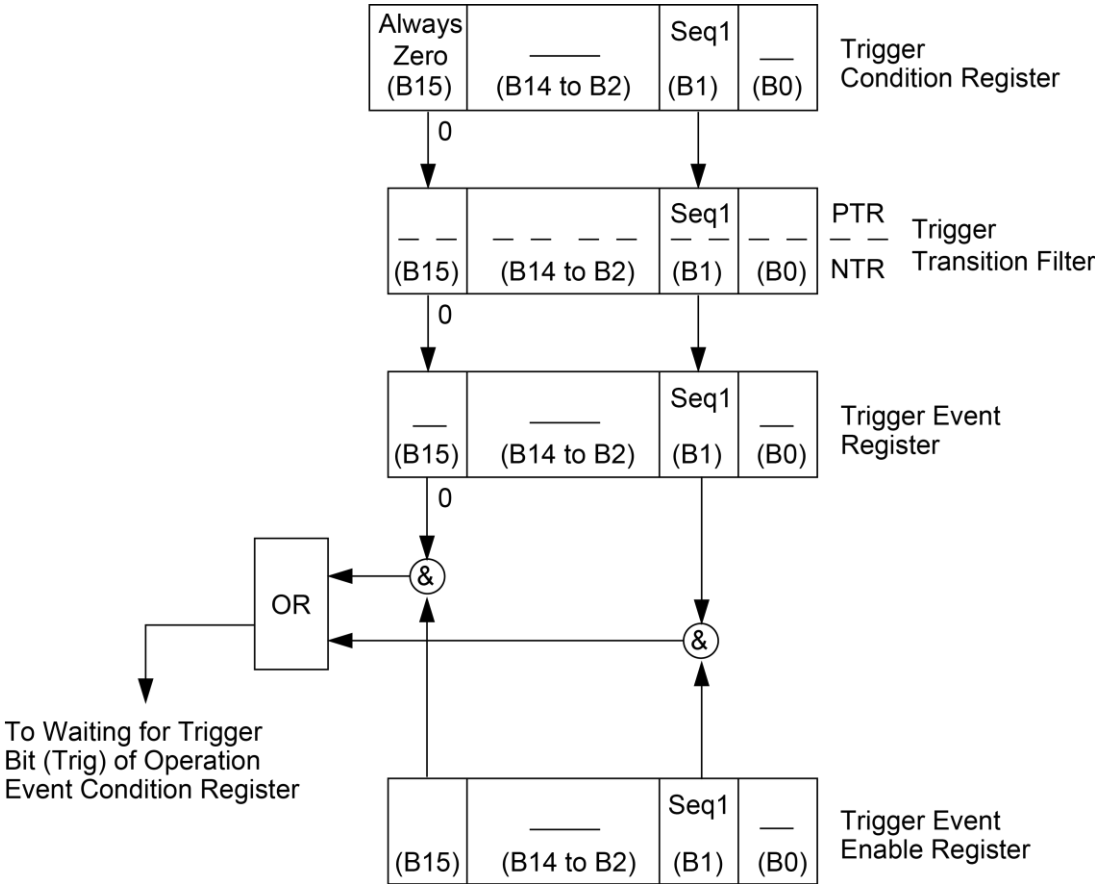 Always
Zero
(B15)
(B14 to B2)
Seq1
(B1)
(B0)
Trigger
Condition Register
0
(B15)
(B14 to B2)
Seq1
(B1)
(B0)
PTR
NTR
Trigger
Transition Filter
0
(B15)
(B14 to B2)
Seq1
(B1)
(B0)
Trigger Event
Register
0
&
OR
&
To Waiting for Trigger
Bit (Trig) of Operation
Event Condition Register
(B15)
(B14 to B2)
Seq1
(B1)
(B0)
Trigger Event
Enable Register